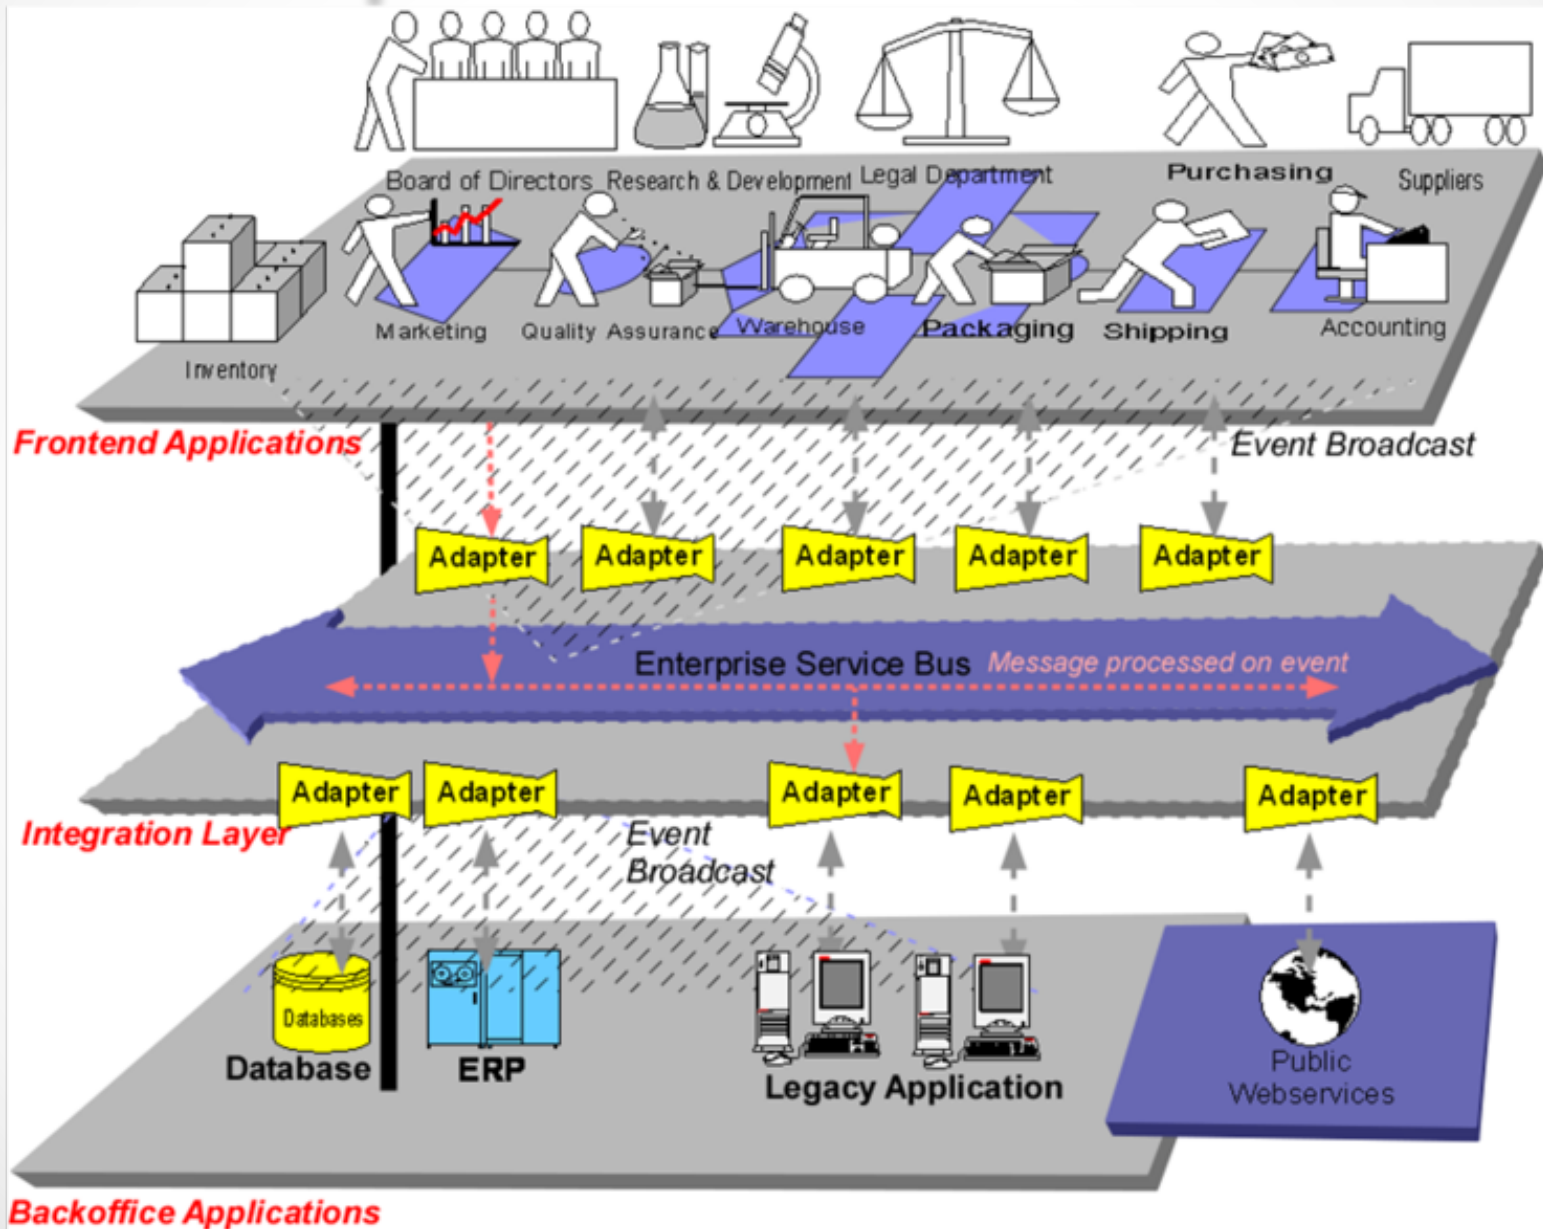 Board of Directors
Research & Development
Legal Department
Purchasing
Suppliers
Marketing
Quality Assurance
Warehouse
Packaging
Shipping
Accounting
Inventory
Frontend Applications
Event Broadcast
Adapter
Adapter
Adapter
Adapter
Adapter
Enterprise Service Bus
Message processed on event
Adapter
Adapter
Adapter
Adapter
Adapter
Integration Layer
Event
Broadcast
Databases
Database
ERP
Legacy Application
Public
Webservices
Backoffice Applications